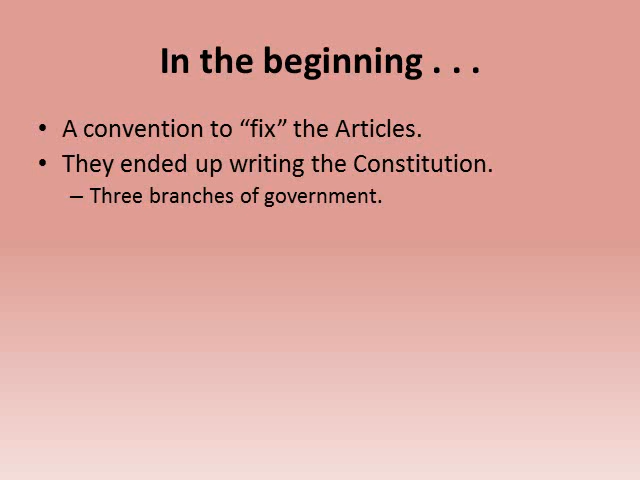 In the beginning . . .
• A convention to “fix” the Articles.
• They ended up writing the Constitution.
– Three branches of government.